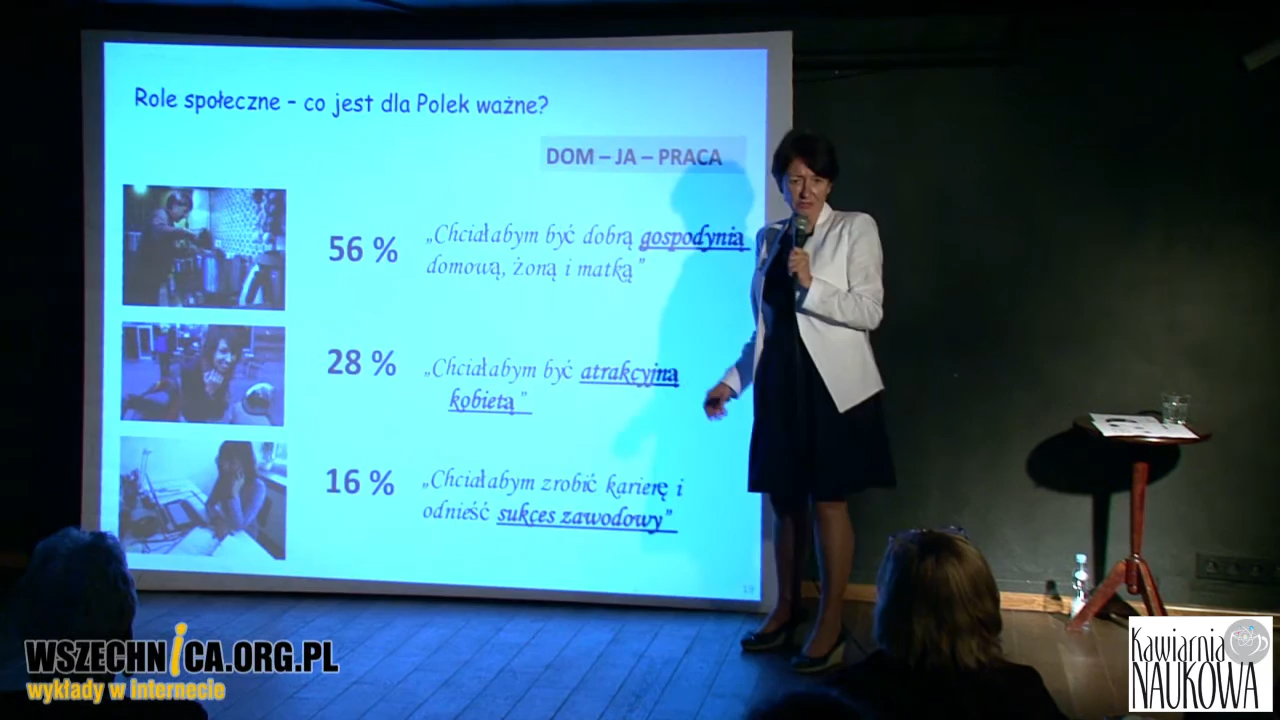 Role społeczne – co jest dla Polek ważne?
DOM – JA – PRACA
56 %
„Chciałabym być dobrą gospodynią
domową, żoną i matką”
28 %
„Chciałabym być atrakcyjną
kobietą”
16 %
„Chciałabym zrobić karierę i
odnieść sukces zawodowy”
19
WSZECHNICA.ORG.PL
wykłady w internecie
Kawiarnia
NAUKOWA